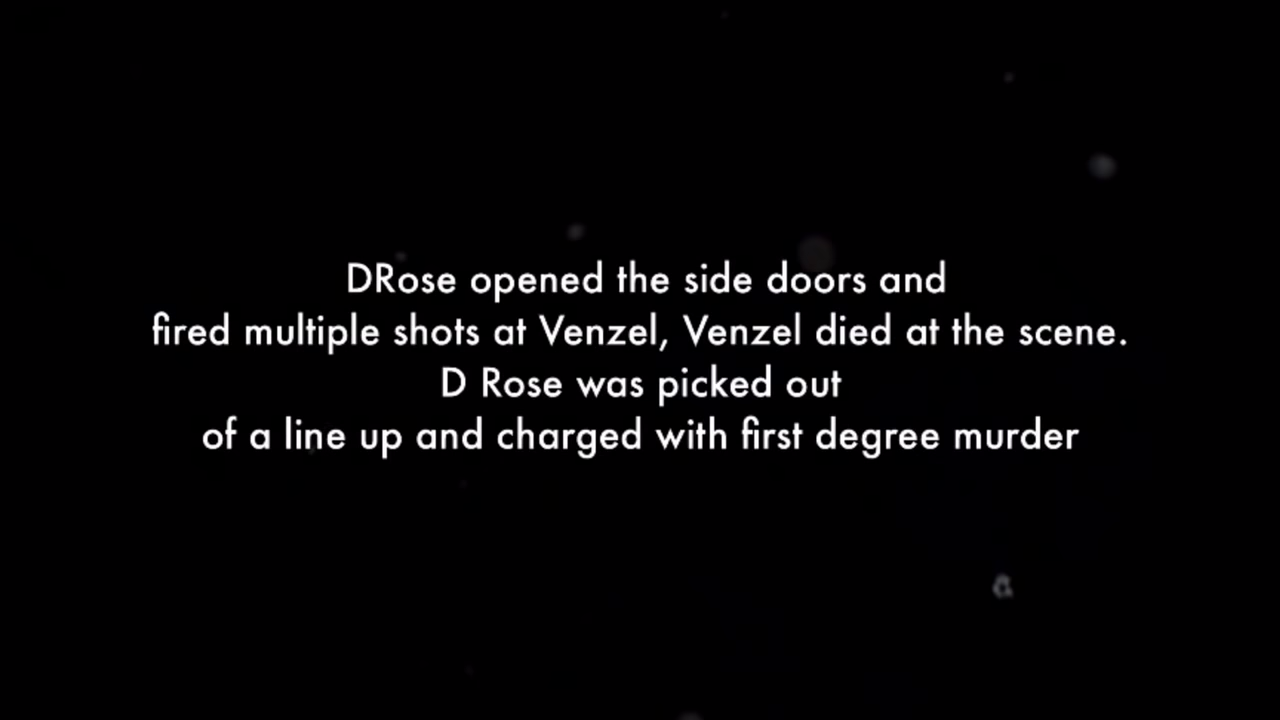 DRose opened the side doors and
fired multiple shots at Venzel, Venzel died at the scene.
D Rose was picked out
of a line up and charged with first degree murder